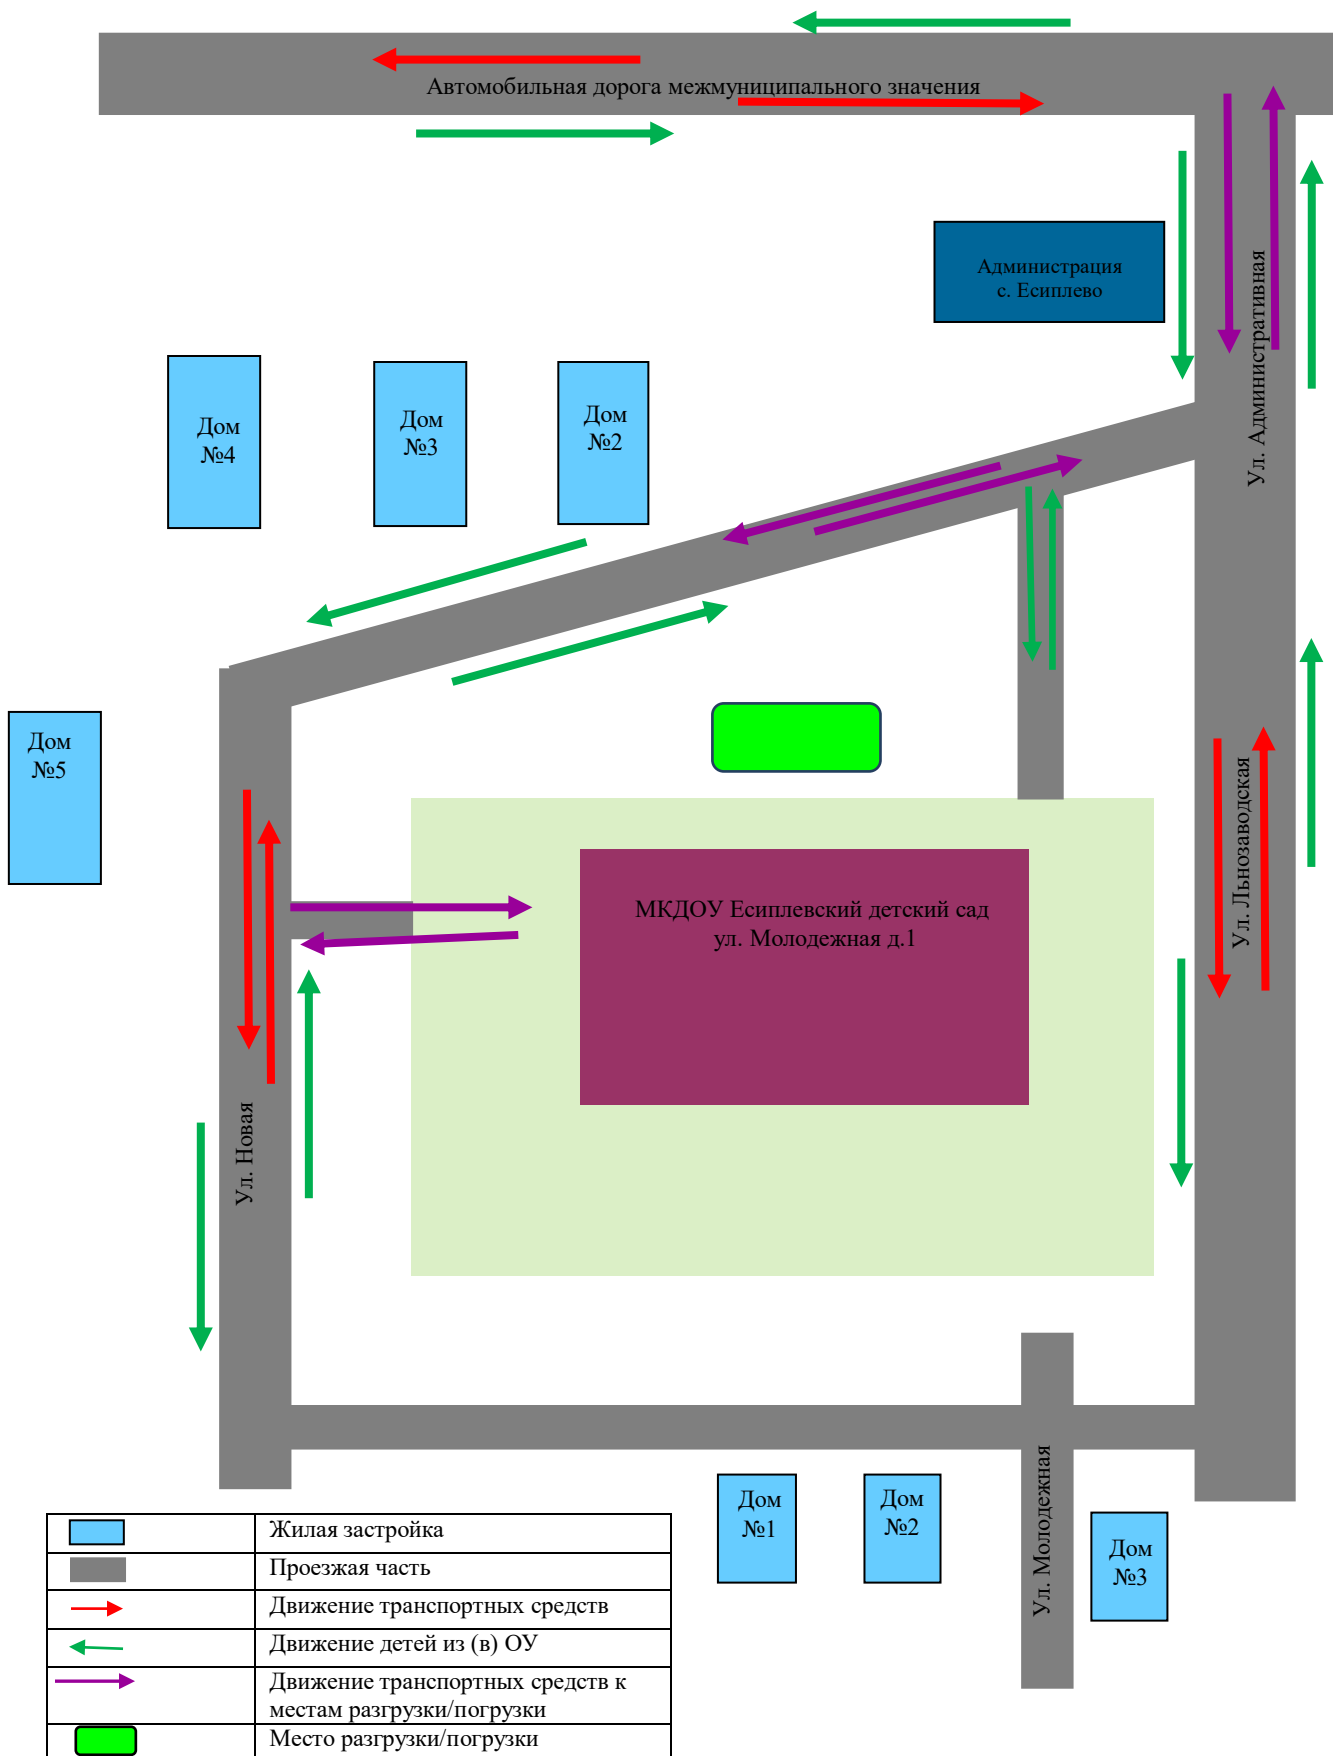 Автомобильная дорога межмуниципального значения
Администрация
с. Есиплево
Ул. Административная
Дом
№4
Дом
№3
Дом
№2
Дом
№5
Ул. Льнозаводская
МКДОУ Есиплевский детский сад
ул. Молодежная д.1
Ул. Новая
Дом
№1
Дом
№2
Ул. Молодежная
Дом
№3
Жилая застройка
Проезжая часть
Движение транспортных средств
Движение детей из (в) ОУ
Движение транспортных средств к
местам разгрузки/погрузки
Место разгрузки/погрузки